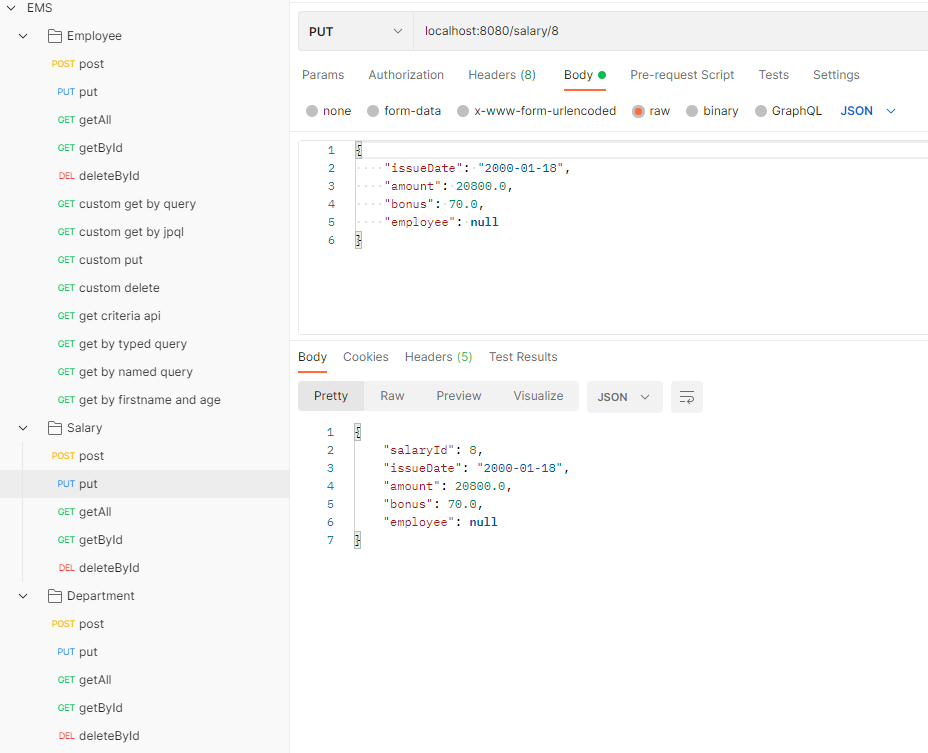 EMS
Employee
POST post
PUT put
GET getAll
GET getById
DEL deleteById
GET custom get by query
GET custom get by jpql
GET custom put
GET custom delete
GET get criteria api
GET get by typed query
GET get by named query
GET get by firstname and age
Salary
POST post
PUT put
GET getAll
GET getById
DEL deleteById
Department
POST post
PUT put
GET getAll
GET getById
DEL deleteById
PUT localhost:8080/salary/8
Params Authorization Headers (8) Body Pre-request Script Tests Settings
none form-data x-www-form-urlencoded raw binary GraphQL JSON
1 {
2 "issueDate": "2000-01-18",
3 "amount": 20800.0,
4 "bonus": 70.0,
5 "employee": null
6 }
Body Cookies Headers (5) Test Results
Pretty Raw Preview Visualize JSON
1 {
2 "salaryId": 8,
3 "issueDate": "2000-01-18",
4 "amount": 20800.0,
5 "bonus": 70.0,
6 "employee": null
7 }